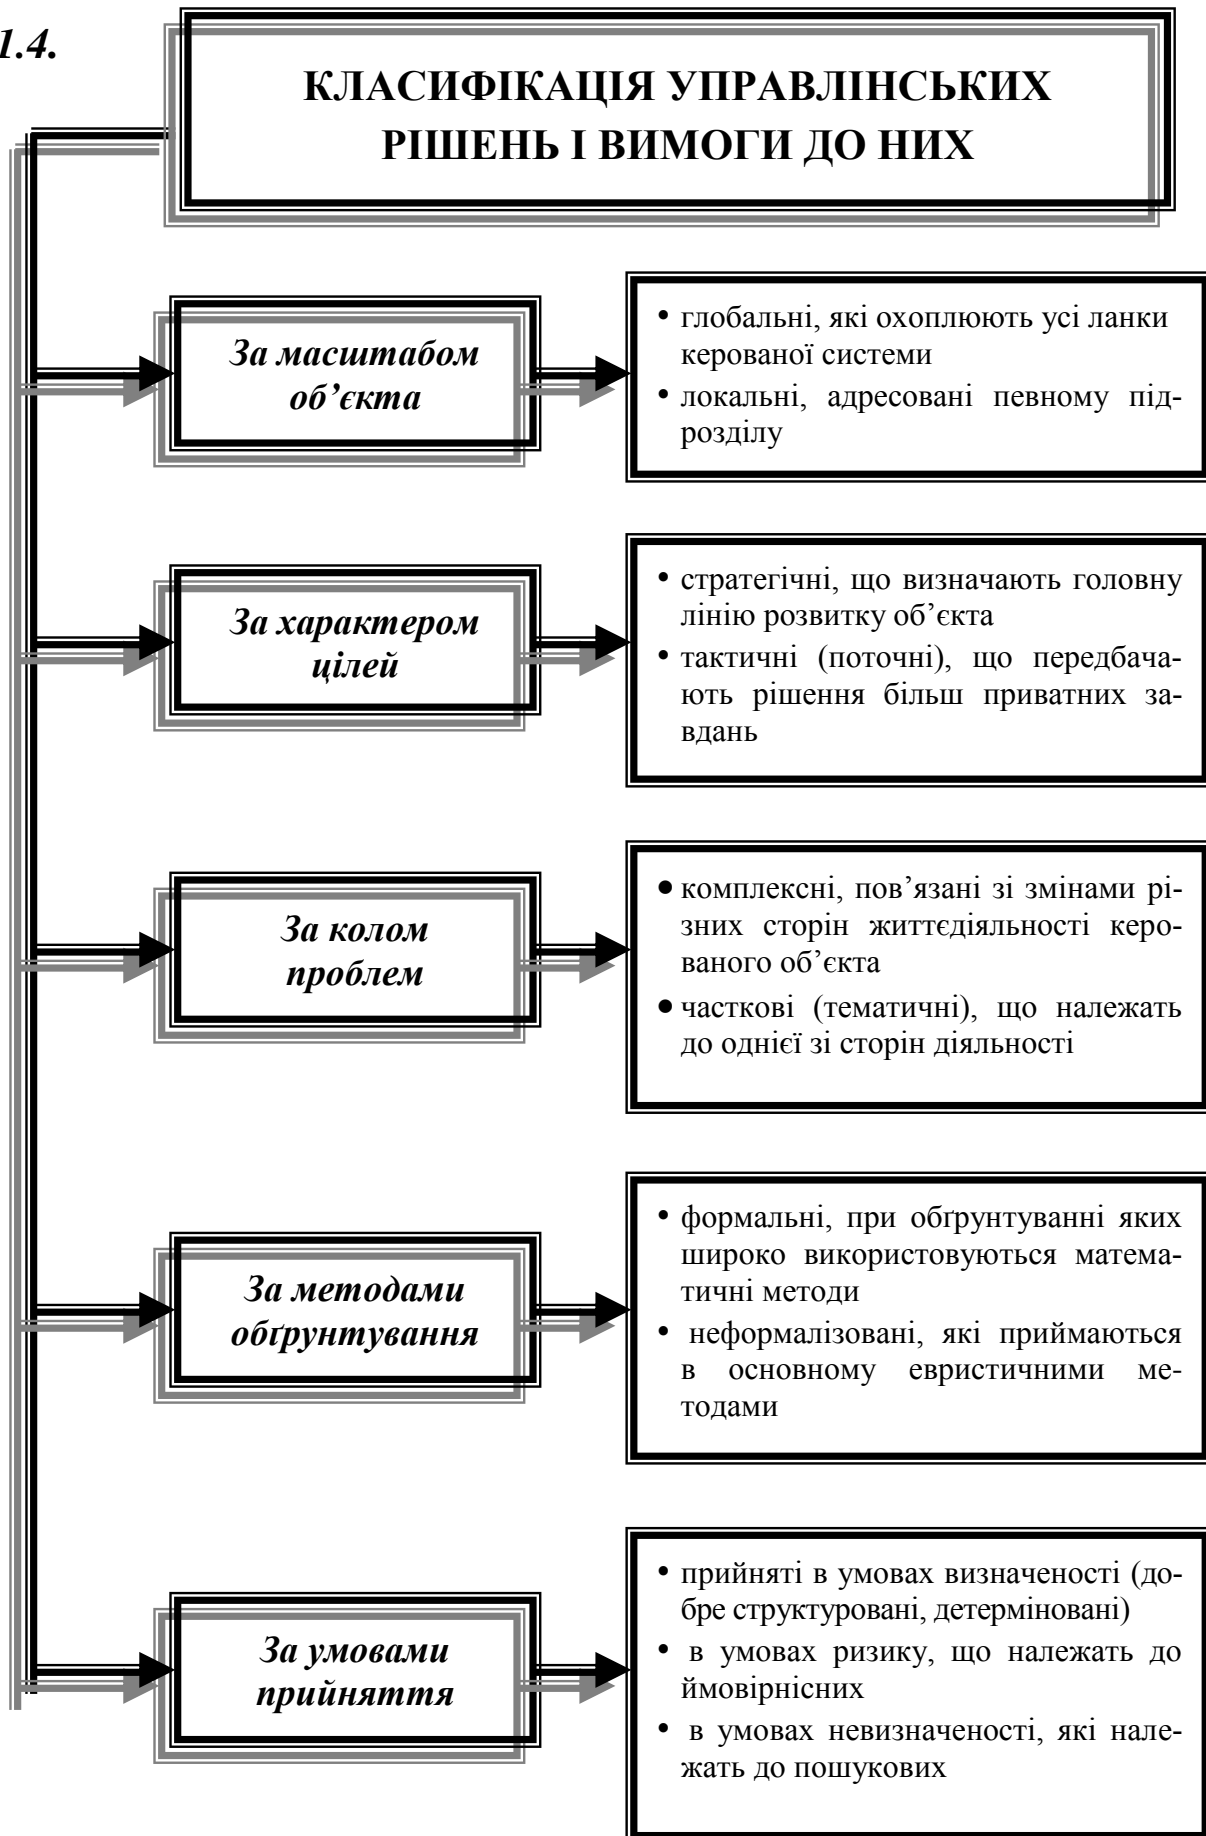 1.4.
КЛАСИФІКАЦІЯ УПРАВЛІНСЬКИХ
РІШЕНЬ І ВИМОГИ ДО НИХ
За масштабом
об’єкта
• глобальні, які охоплюють усі ланки
керованої системи
• локальні, адресовані певному під-
розділу
За характером
цілей
• стратегічні, що визначають головну
лінію розвитку об’єкта
• тактичні (поточні), що передбача-
ють рішення більш приватних за-
вдань
За колом
проблем
• комплексні, пов’язані зі змінами рі-
зних сторін життєдіяльності керо-
ваного об’єкта
• часткові (тематичні), що належать
до однієї зі сторін діяльності
За методами
обґрунтування
• формальні, при обґрунтуванні яких
широко використовуються матема-
тичні методи
• неформалізовані, які приймаються
в основному евристичними ме-
тодами
За умовами
прийняття
• прийняті в умовах визначеності (до-
бре структуровані, детерміновані)
• в умовах ризику, що належать до
ймовірнісних
• в умовах невизначеності, які нале-
жать до пошукових